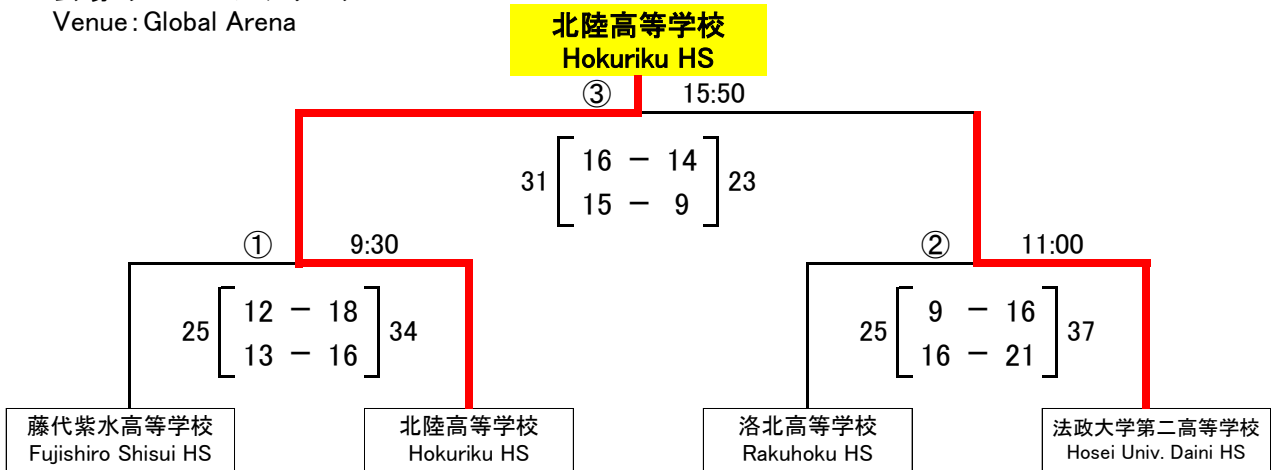 Venue：Global Arena
北陸高等学校
Hokuriku HS
③ 15:50
31 16 － 14 23
15 － 9
① 9:30
② 11:00
25 12 － 18 34
13 － 16
25 9 － 16 37
16 － 21
藤代紫水高等学校
Fujishiro Shisui HS
北陸高等学校
Hokuriku HS
洛北高等学校
Rakuhoku HS
法政大学第二高等学校
Hosei Univ. Daini HS